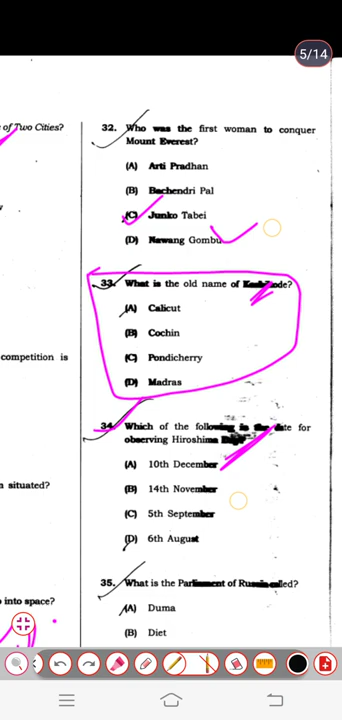 5/14
of Two Cities?
competition is
situated?
into space?
32. Who was the first woman to conquer
Mount Everest?
(A) Arti Pradhan
(B) Bachendri Pal
(C) Junko Tabei
(D) Nawang Gombu
33. What is the old name of Kozhikode?
(A) Calicut
(B) Cochin
(C) Pondicherry
(D) Madras
34. Which of the following is the date for
observing Hiroshima
(A) 10th December
(B) 14th November
(C) 5th September
(D) 6th August
35. What is the Parliament of Russia called?
(A) Duma
(B) Diet